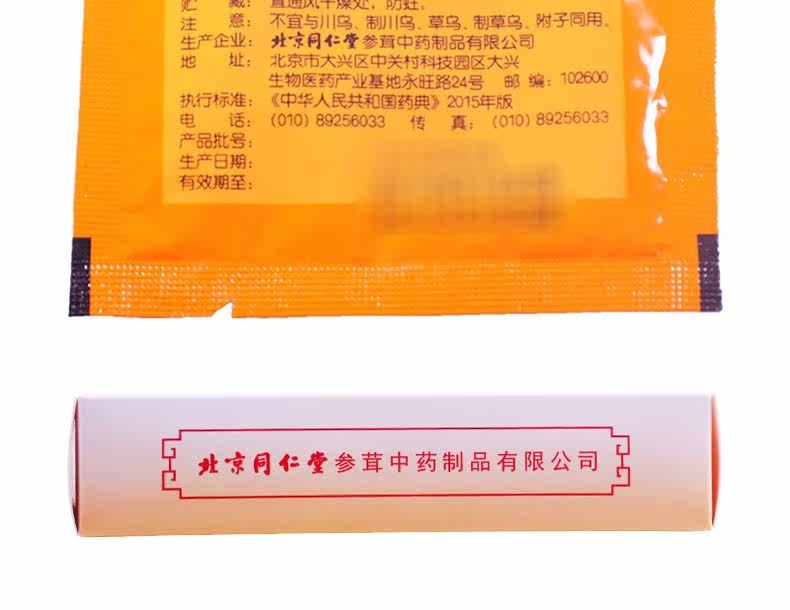 贮 藏：置通风干燥处，防蛀。
注 意：不宜与川乌、制川乌、草乌、制草乌、附子同用。
生产企业：北京同仁堂参茸中药制品有限公司
地 址：北京市大兴区中关村科技园区大兴
生物医药产业基地永旺路24号 邮 编：102600
执行标准：《中华人民共和国药典》2015年版
电 话：(010) 89256033 传 真：(010) 89256033
产品批号：
生产日期：
有效期至：
北京同仁堂参茸中药制品有限公司